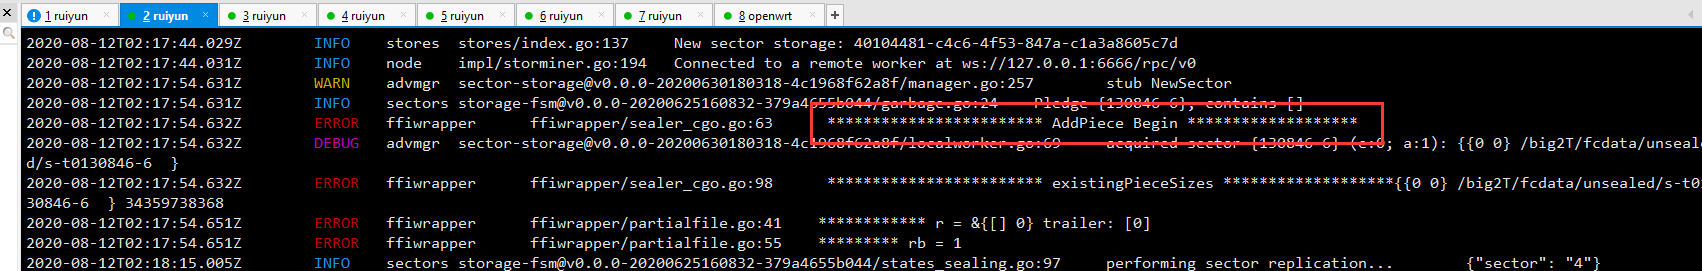 1 ruiyun 2 ruiyun × 3 ruiyun 4 ruiyun 5 ruiyun 6 ruiyun 7 ruiyun 8 openwrt +
2020-08-12T02:17:44.029Z INFO stores stores/index.go:137 New sector storage: 40104481-c4c6-4f53-847a-c1a3a8605c7d
2020-08-12T02:17:44.031Z INFO node impl/storminer.go:194 Connected to a remote worker at ws://127.0.0.1:6666/rpc/v0
2020-08-12T02:17:54.631Z WARN advmgr sector-storage@v0.0.0-20200630180318-4c1968f62a8f/manager.go:257 stub NewSector
2020-08-12T02:17:54.631Z INFO sectors storage-fsm@v0.0.0-20200625160832-379a4655b044/garbage.go:24 Pledge {130846 6}, contains []
2020-08-12T02:17:54.632Z ERROR ffiwrapper ffiwrapper/sealer_cgo.go:63 ************************ AddPiece Begin *******************
2020-08-12T02:17:54.632Z DEBUG advmgr sector-storage@v0.0.0-20200630180318-4c1968f62a8f/localworker.go:69 acquired sector {130846 6} (e:0; a:1): {{0 0} /big2T/fcdata/unseale
d/s-t0130846-6 }
2020-08-12T02:17:54.632Z ERROR ffiwrapper ffiwrapper/sealer_cgo.go:98 ************************ existingPieceSizes *******************{{0 0} /big2T/fcdata/unsealed/s-t01
30846-6 } 34359738368
2020-08-12T02:17:54.651Z ERROR ffiwrapper ffiwrapper/partialfile.go:41 ************ r = &{[] 0} trailer: [0]
2020-08-12T02:17:54.651Z ERROR ffiwrapper ffiwrapper/partialfile.go:55 ********* rb = 1
2020-08-12T02:18:15.005Z INFO sectors storage-fsm@v0.0.0-20200625160832-379a4655b044/states_sealing.go:97 performing sector replication... {"sector": "4"}